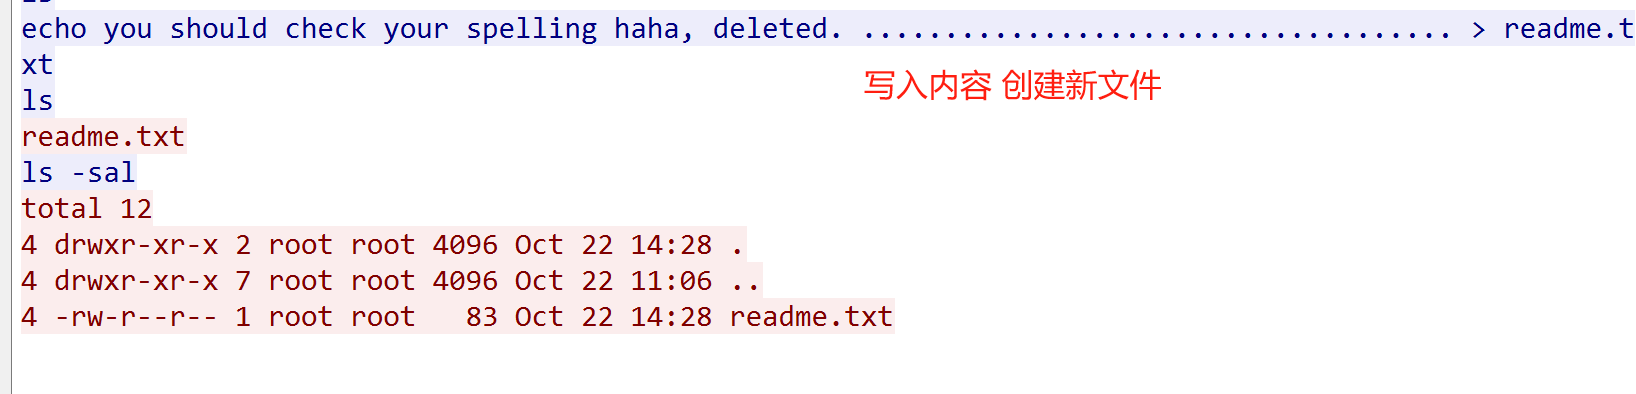 echo you should check your spelling haha, deleted. .................................... > readme.t
xt
写入内容 创建新文件
ls
readme.txt
ls -sal
total 12
4 drwxr-xr-x 2 root root 4096 Oct 22 14:28 .
4 drwxr-xr-x 7 root root 4096 Oct 22 11:06 ..
4 -rw-r--r-- 1 root root   83 Oct 22 14:28 readme.txt